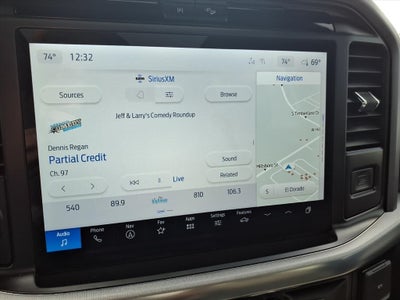 74°
12:32
74°
69°
SiriusXM
Navigation
Sources
Browse
Jeff & Larry's Comedy Roundup
Dennis Regan
Partial Credit
Ch. 97
Sound
Related
Live
S
El Dorado
540
89.9
810
106.3
Audio
Phone
Nav
Fav
Apps
Settings
Features